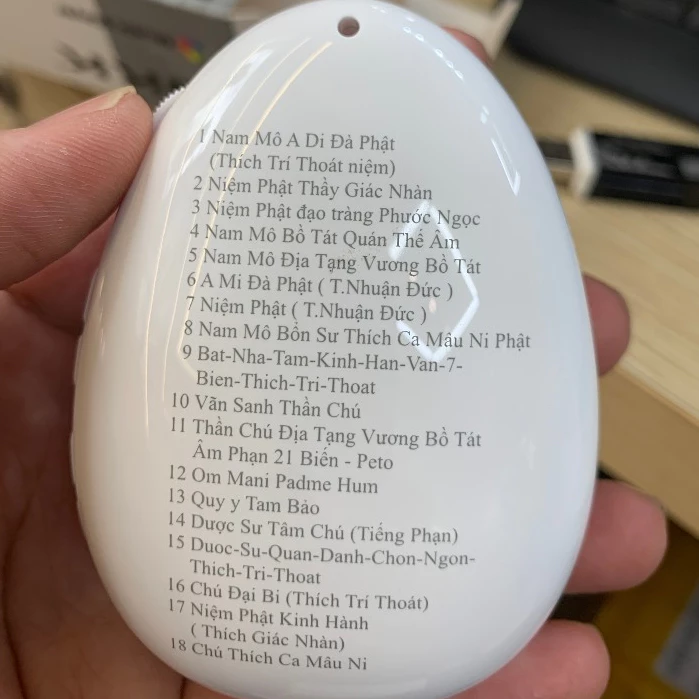 1 Nam Mô A Di Đà Phật
(Thích Trí Thoát niệm)
2 Niệm Phật Thầy Giác Nhàn
3 Niệm Phật đạo tràng Phước Ngọc
4 Nam Mô Bồ Tát Quán Thế Âm
5 Nam Mô Địa Tạng Vương Bồ Tát
6 A Mi Đà Phật ( T.Nhuận Đức )
7 Niệm Phật ( T.Nhuận Đức )
8 Nam Mô Bổn Sư Thích Ca Mâu Ni Phật
9 Bat-Nha-Tam-Kinh-Han-Van-7-
Bien-Thich-Tri-Thoat
10 Vãn Sanh Thần Chú
11 Thần Chú Địa Tạng Vương Bồ Tát
Âm Phạn 21 Biến - Peto
12 Om Mani Padme Hum
13 Quy y Tam Bảo
14 Dược Sư Tâm Chú (Tiếng Phạn)
15 Duoc-Su-Quan-Danh-Chon-Ngon-
Thich-Tri-Thoat
16 Chú Đại Bi (Thích Trí Thoát)
17 Niệm Phật Kinh Hành
( Thích Giác Nhàn)
18 Chú Thích Ca Mâu Ni